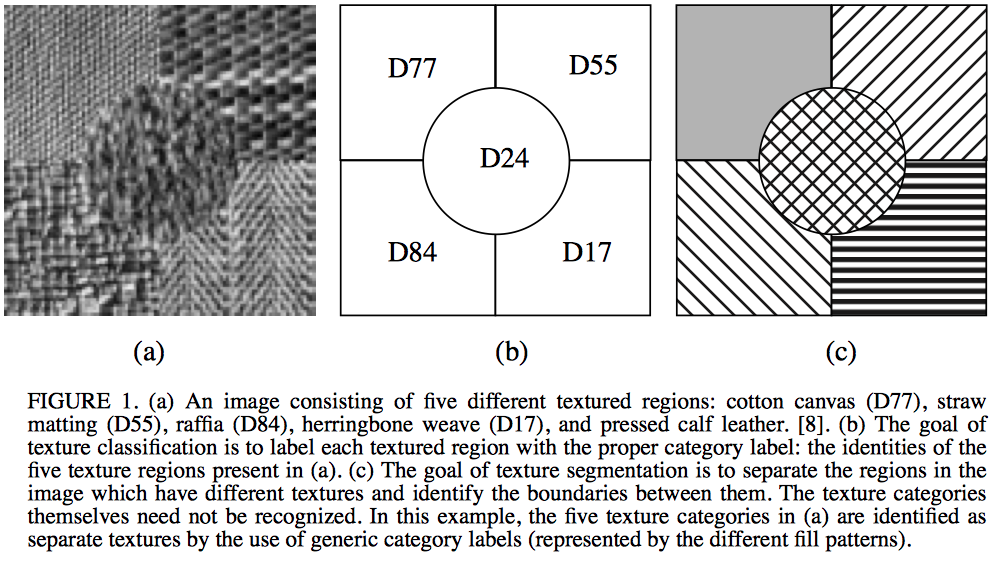 D77
D55
D24
D84
D17
(a)
(b)
(c)
FIGURE 1. (a) An image consisting of five different textured regions: cotton canvas (D77), straw
matting (D55), raffia (D84), herringbone weave (D17), and pressed calf leather. [8]. (b) The goal of
texture classification is to label each textured region with the proper category label: the identities of the
five texture regions present in (a). (c) The goal of texture segmentation is to separate the regions in the
image which have different textures and identify the boundaries between them. The texture categories
themselves need not be recognized. In this example, the five texture categories in (a) are identified as
separate textures by the use of generic category labels (represented by the different fill patterns).